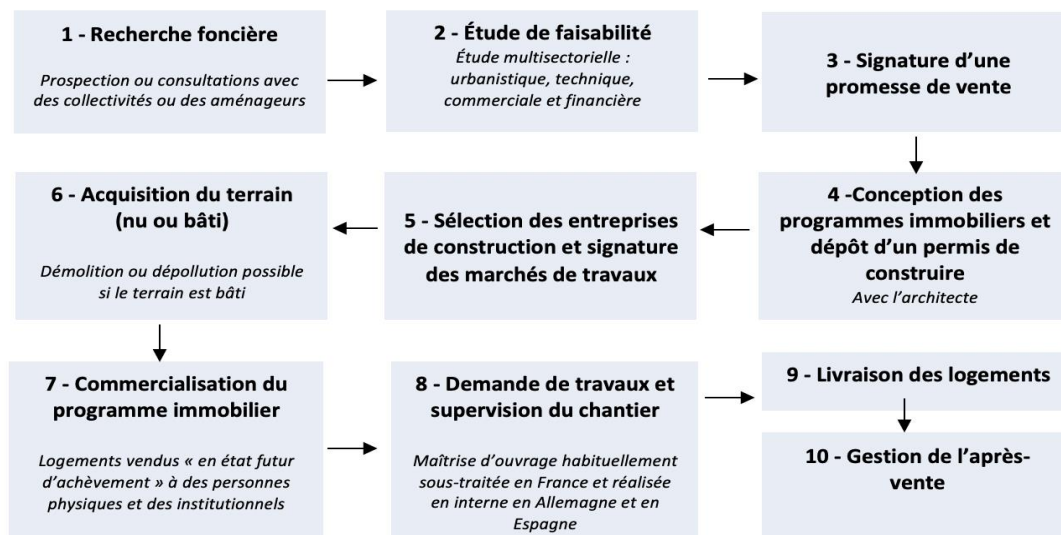 1 - Recherche foncière
Prospection ou consultations avec
des collectivités ou des aménageurs
2 - Étude de faisabilité
Étude multisectorielle :
urbanistique, technique,
commerciale et financière
3 - Signature d’une
promesse de vente
4 -Conception des
programmes immobiliers et
dépôt d’un permis de
construire
Avec l’architecte
5 - Sélection des entreprises
de construction et signature
des marchés de travaux
6 - Acquisition du terrain
(nu ou bâti)
Démolition ou dépollution possible
si le terrain est bâti
7 - Commercialisation du
programme immobilier
Logements vendus « en état futur
d’achèvement » à des personnes
physiques et des institutionnels
8 - Demande de travaux et
supervision du chantier
Maîtrise d’ouvrage habituellement
sous-traitée en France et réalisée
en interne en Allemagne et en
Espagne
9 - Livraison des logements
10 - Gestion de l’après-
vente